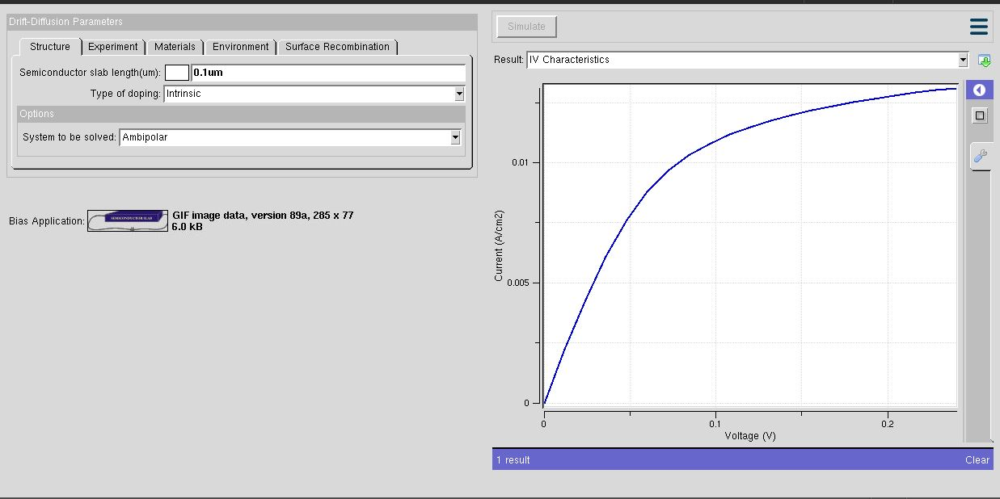 Drift-Diffusion Parameters
Structure Experiment Materials Environment Surface Recombination
Semiconductor slab length(um): 0.1um
Type of doping: Intrinsic
Options
System to be solved: Ambipolar
Bias Application: SEMICONDUCTOR SLAB GIF image data, version 89a, 285 x 77
6.0 kB
Simulate
Result: IV Characteristics
Current (A/cm2)
0.01
0.005
0
0 0.1 0.2
Voltage (V)
1 result Clear